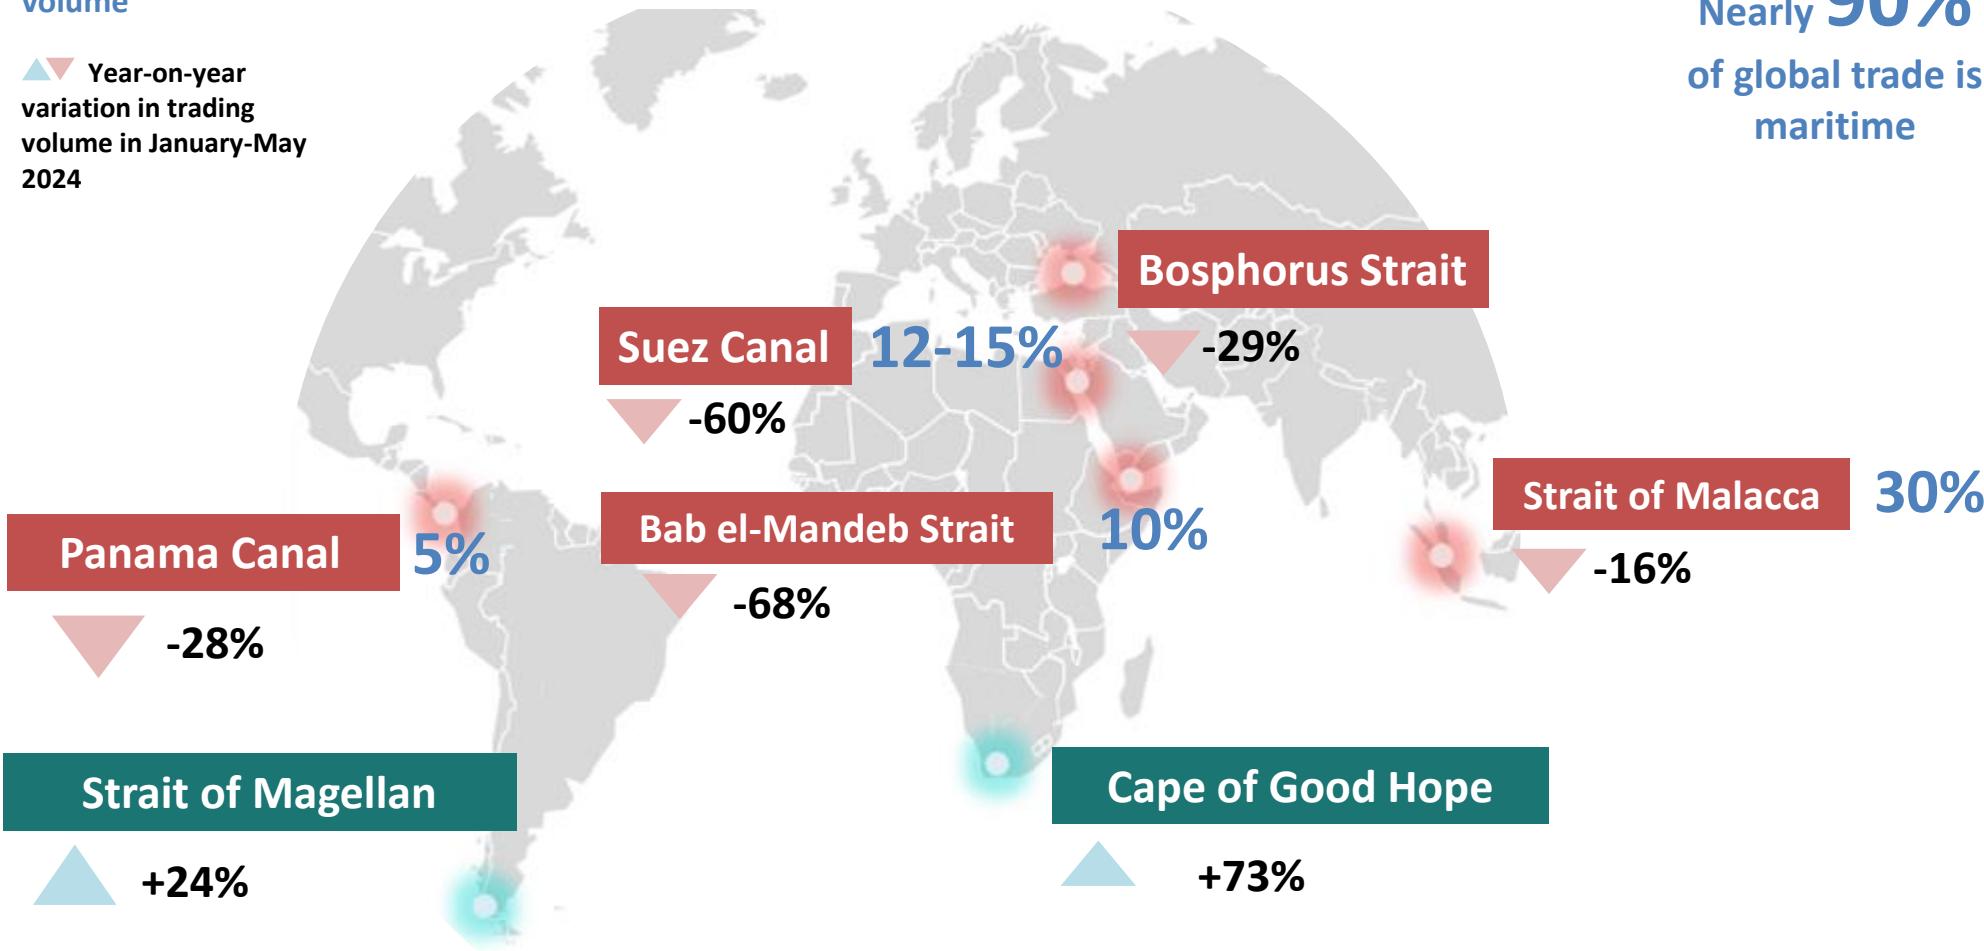 volume
Year-on-year
variation in trading
volume in January-May
2024
Nearly 90%
of global trade is
maritime
Bosphorus Strait
-29%
Suez Canal 12-15%
-60%
Strait of Malacca 30%
-16%
Bab el-Mandeb Strait 10%
-68%
Panama Canal 5%
-28%
Strait of Magellan
+24%
Cape of Good Hope
+73%